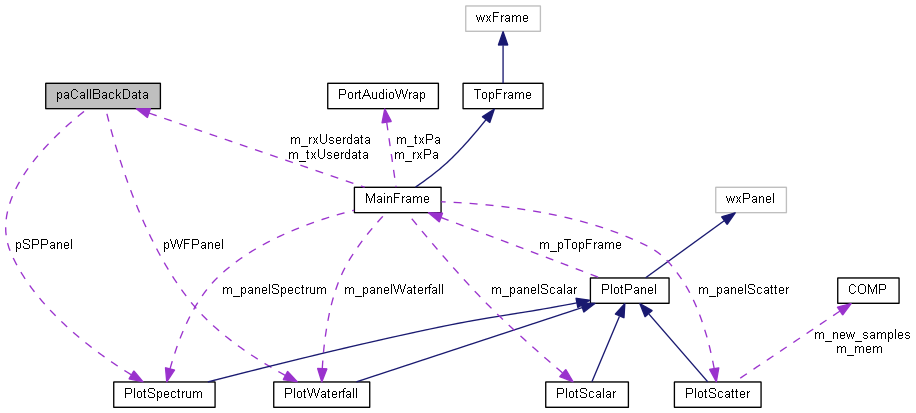 wxFrame
paCallBackData
PortAudioWrap
TopFrame
m_rxUserdata
m_txUserdata
m_txPa
m_rxPa
MainFrame
wxPanel
pSPPanel
pWFPanel
m_pTopFrame
m_panelSpectrum
m_panelWaterfall
m_panelScalar
PlotPanel
m_panelScatter
COMP
m_new_samples
m_mem
PlotSpectrum
PlotWaterfall
PlotScalar
PlotScatter